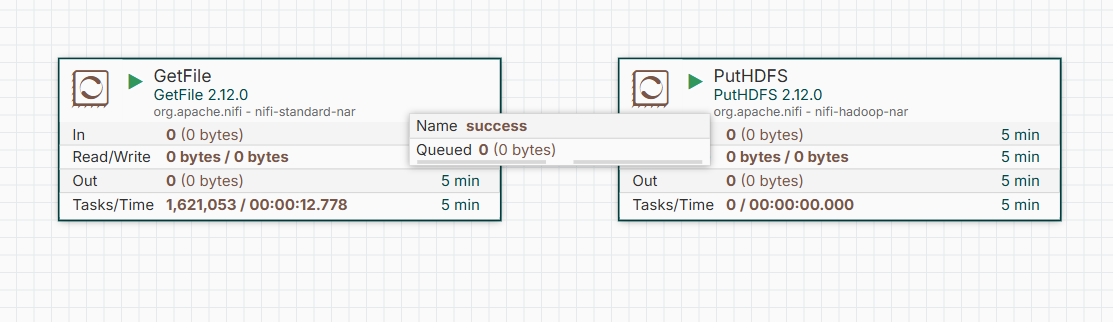 GetFile
GetFile 2.12.0
org.apache.nifi - nifi-standard-nar
In 0 (0 bytes)
Read/Write 0 bytes / 0 bytes
Out 0 (0 bytes) 5 min
Tasks/Time 1,621,053 / 00:00:12.778 5 min
Name success
Queued 0 (0 bytes)
PutHDFS
PutHDFS 2.12.0
org.apache.nifi - nifi-hadoop-nar
0 (0 bytes) 5 min
0 bytes / 0 bytes 5 min
Out 0 (0 bytes) 5 min
Tasks/Time 0 / 00:00:00.000 5 min